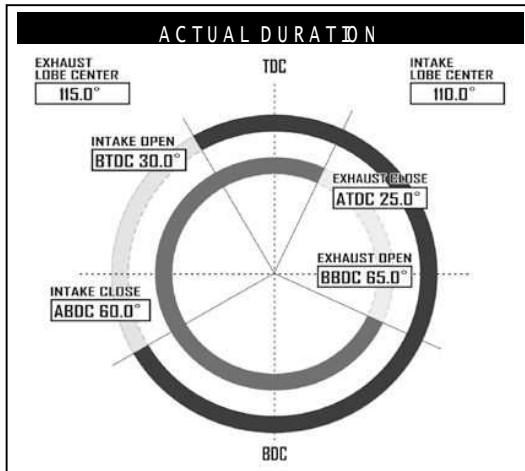 ACTUAL DURATION
EXHAUST
LOBE CENTER
115.0°
TDC
INTAKE
LOBE CENTER
110.0°
INTAKE OPEN
BTDC 30.0°
EXHAUST CLOSE
ATDC 25.0°
EXHAUST OPEN
BBDC 65.0°
INTAKE CLOSE
ABDC 60.0°
BDC